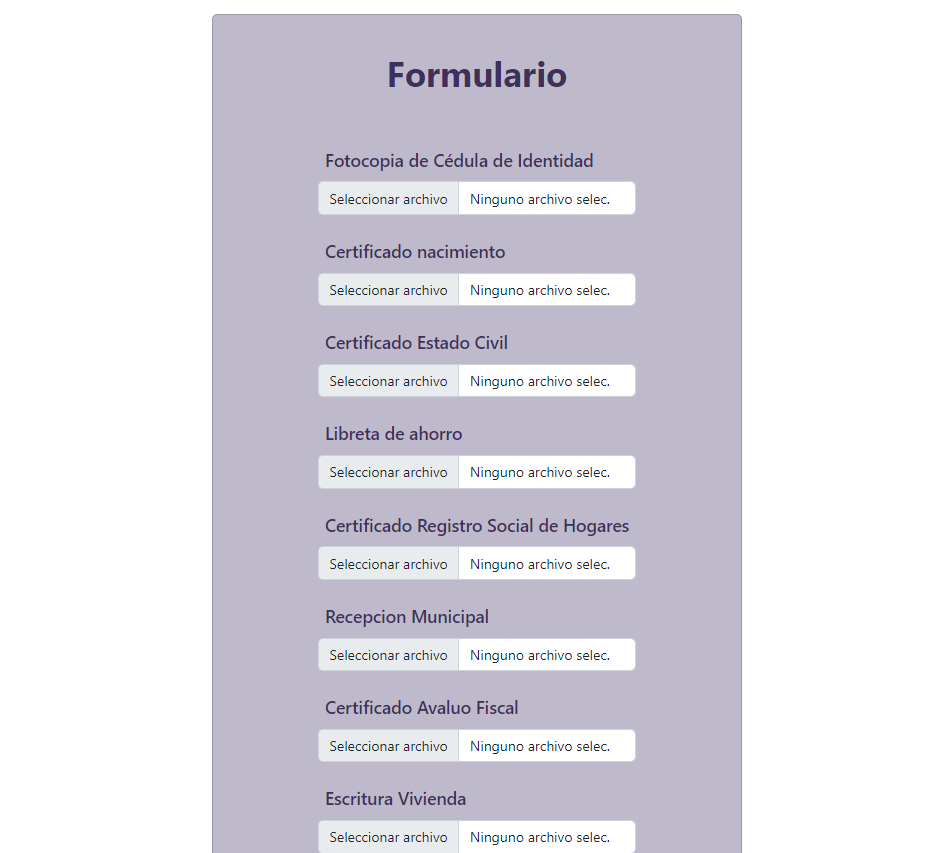 Formulario
Fotocopia de Cédula de Identidad
Seleccionar archivo Ninguno archivo selec.
Certificado nacimiento
Seleccionar archivo Ninguno archivo selec.
Certificado Estado Civil
Seleccionar archivo Ninguno archivo selec.
Libreta de ahorro
Seleccionar archivo Ninguno archivo selec.
Certificado Registro Social de Hogares
Seleccionar archivo Ninguno archivo selec.
Recepcion Municipal
Seleccionar archivo Ninguno archivo selec.
Certificado Avaluo Fiscal
Seleccionar archivo Ninguno archivo selec.
Escritura Vivienda
Seleccionar archivo Ninguno archivo selec.